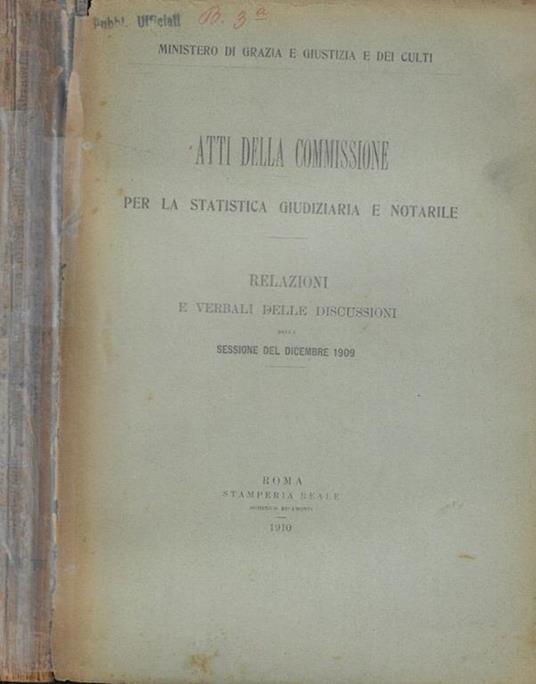 Pubbl. Ufficiali
B. 3ª
MINISTERO DI GRAZIA E GIUSTIZIA E DEI CULTI
ATTI DELLA COMMISSIONE
PER LA STATISTICA GIUDIZIARIA E NOTARILE
RELAZIONI
E VERBALI DELLE DISCUSSIONI
DELLA
SESSIONE DEL DICEMBRE 1909
ROMA
STAMPERIA REALE
1910